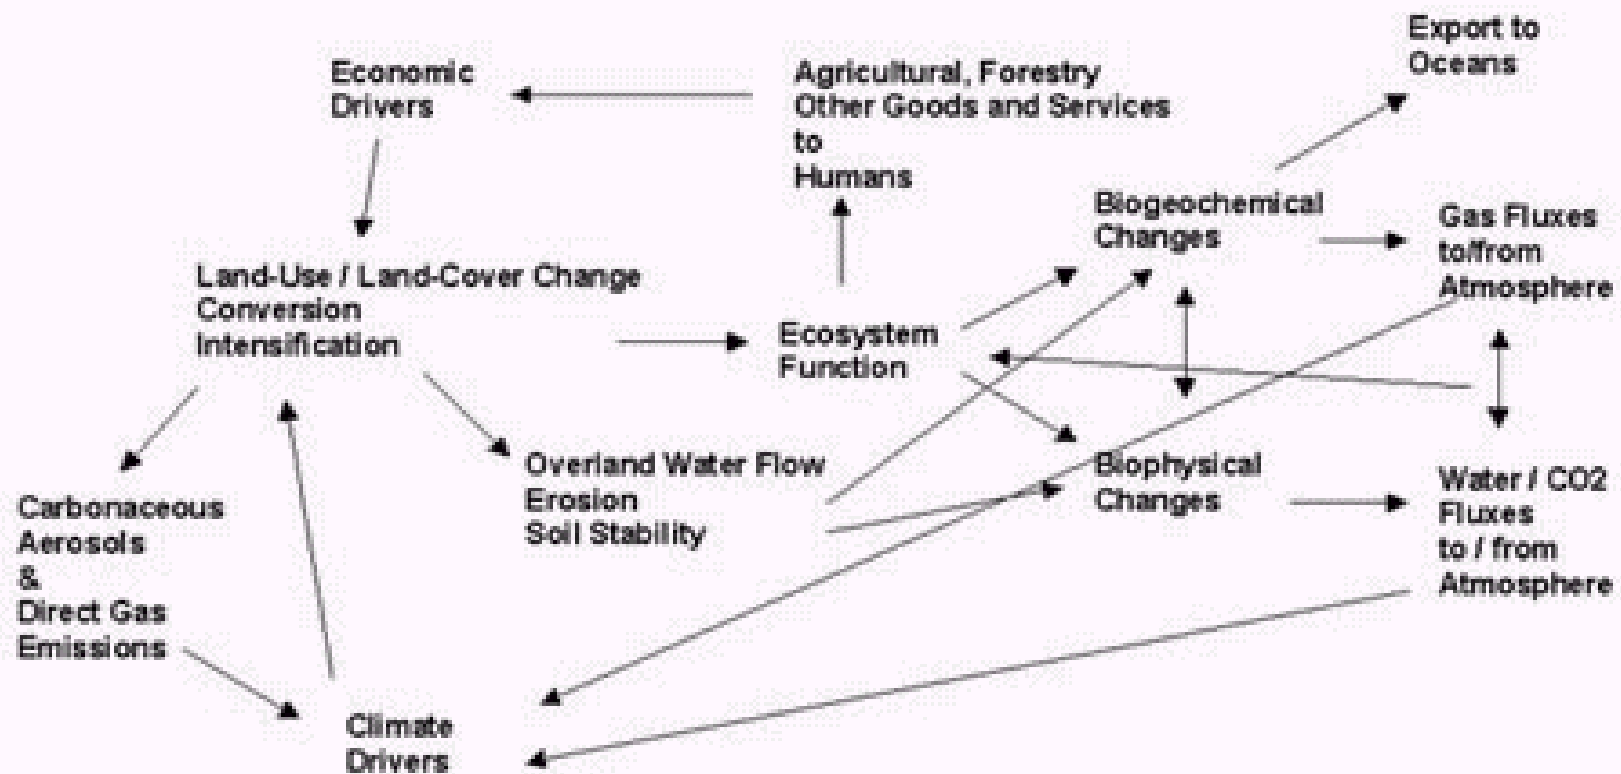 Export to
Oceans
Economic
Drivers
Agricultural, Forestry
Other Goods and Services
to
Humans
Biogeochemical
Changes
Gas Fluxes
to/from
Atmosphere
Land-Use / Land-Cover Change
Conversion
Intensification
Ecosystem
Function
Overland Water Flow
Erosion
Soil Stability
Biophysical
Changes
Water / CO2
Fluxes
to / from
Atmosphere
Carbonaceous
Aerosols
&
Direct Gas
Emissions
Climate
Drivers